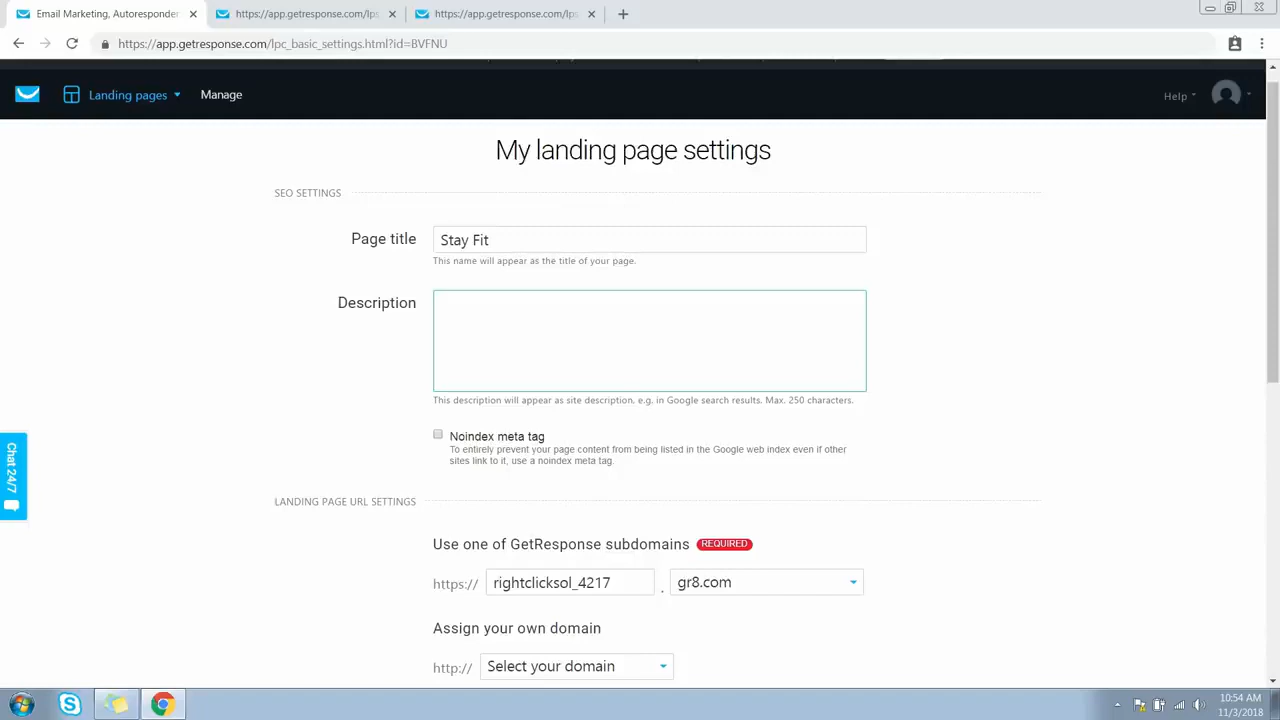 Email Marketing, Autoresponder
https://app.getresponse.com/lps
https://app.getresponse.com/lps
https://app.getresponse.com/lpc_basic_settings.html?id=BVFNU
Landing pages
Manage
Help
My landing page settings
SEO SETTINGS
Page title
Stay Fit
This name will appear as the title of your page.
Description
This description will appear as site description, e.g. in Google search results. Max. 250 characters.
Noindex meta tag
To entirely prevent your page content from being listed in the Google web index even if other
sites link to it, use a noindex meta tag.
Chat 24/7
LANDING PAGE URL SETTINGS
Use one of GetResponse subdomains REQUIRED
https:// rightclicksol_4217 . gr8.com
Assign your own domain
http:// Select your domain
10:54 AM
11/3/2018